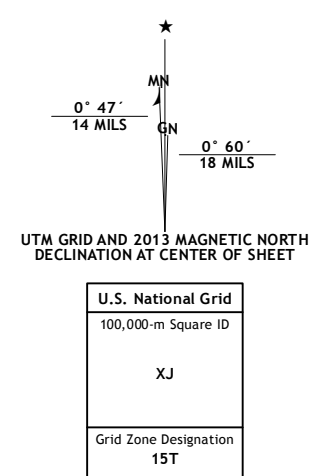 ★
MN
0° 47´
14 MILS
GN
0° 60´
18 MILS
UTM GRID AND 2013 MAGNETIC NORTH
DECLINATION AT CENTER OF SHEET
U.S. National Grid
100,000-m Square ID
XJ
Grid Zone Designation
15T